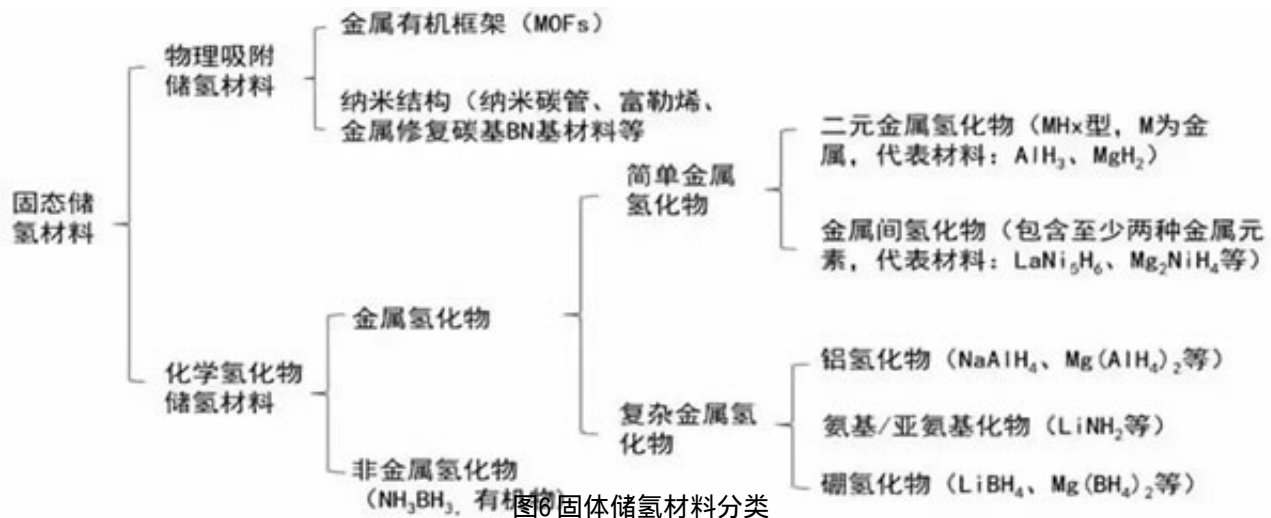 金属有机框架（MOFs）
物理吸附
储氢材料
纳米结构（纳米碳管、富勒烯、
金属修复碳基BN基材料等
二元金属氢化物（MHx型，M为金
属，代表材料：AlH₃、MgH₂）
简单金属
氢化物
固态储
氢材料
金属间氢化物（包含至少两种金属元
素，代表材料：LaNi₅H₆、Mg₂NiH₄等）
金属氢化物
化学氢化物
储氢材料
铝氢化物（NaAlH₄、Mg(AlH₄)₂等）
复杂金属氢
化物
氨基/亚氨基化物（LiNH₂等）
非金属氢化物
（NH₃BH₃，有机物）
硼氢化物（LiBH₄、Mg(BH₄)₂等）
图6 固体储氢材料分类